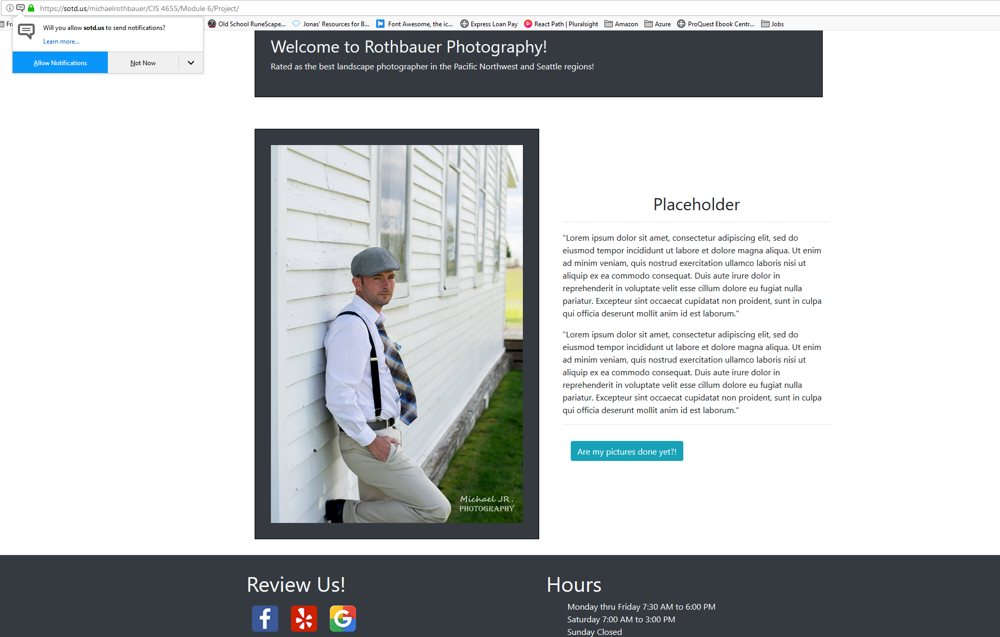 https://sotd.us/michaelrothbauer/CIS 4655/Module 6/Project/
Old School RuneScape... Jonas' Resources for B... Font Awesome, the ic... Express Loan Pay React Path | Pluralsight Amazon Azure ProQuest Ebook Centr... Jobs
Will you allow sotd.us to send notifications?
Learn more...
Allow Notifications Not Now
Welcome to Rothbauer Photography!
Rated as the best landscape photographer in the Pacific Northwest and Seattle regions!
Michael JR.
PHOTOGRAPHY
Placeholder
"Lorem ipsum dolor sit amet, consectetur adipiscing elit, sed do
eiusmod tempor incididunt ut labore et dolore magna aliqua. Ut enim
ad minim veniam, quis nostrud exercitation ullamco laboris nisi ut
aliquip ex ea commodo consequat. Duis aute irure dolor in
reprehenderit in voluptate velit esse cillum dolore eu fugiat nulla
pariatur. Excepteur sint occaecat cupidatat non proident, sunt in culpa
qui officia deserunt mollit anim id est laborum."
"Lorem ipsum dolor sit amet, consectetur adipiscing elit, sed do
eiusmod tempor incididunt ut labore et dolore magna aliqua. Ut enim
ad minim veniam, quis nostrud exercitation ullamco laboris nisi ut
aliquip ex ea commodo consequat. Duis aute irure dolor in
reprehenderit in voluptate velit esse cillum dolore eu fugiat nulla
pariatur. Excepteur sint occaecat cupidatat non proident, sunt in culpa
qui officia deserunt mollit anim id est laborum."
Are my pictures done yet?!
Review Us!
Hours
Monday thru Friday 7:30 AM to 6:00 PM
Saturday 7:00 AM to 3:00 PM
Sunday Closed